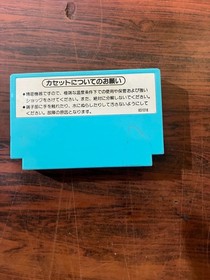 カセットについてのお願い
●精密機器ですので、極端な温度条件下での使用や保管および強い
ショックをさけてください。また、絶対に分解しないでください。
●端子部に手を触れたり、水にぬらしたりして汚さないようにして
ください。故障の原因となります。